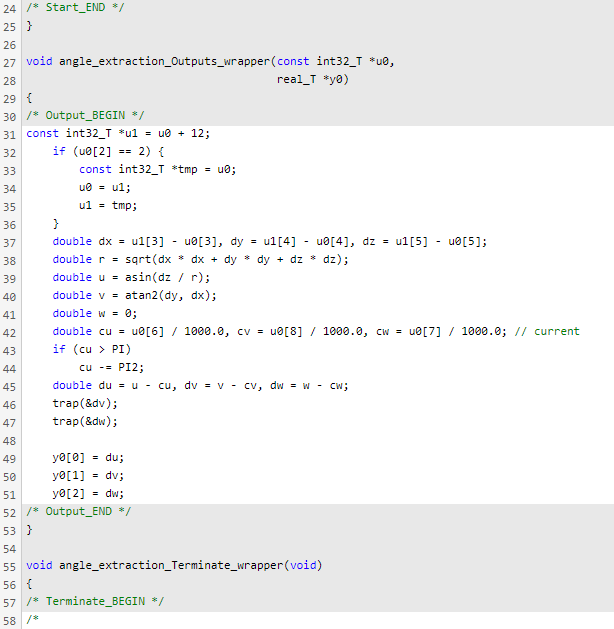 24 /* Start_END */
25 }
26
27 void angle_extraction_Outputs_wrapper(const int32_T *u0,
28                                       real_T *y0)
29 {
30 /* Output_BEGIN */
31 const int32_T *u1 = u0 + 12;
32     if (u0[2] == 2) {
33         const int32_T *tmp = u0;
34         u0 = u1;
35         u1 = tmp;
36     }
37     double dx = u1[3] - u0[3], dy = u1[4] - u0[4], dz = u1[5] - u0[5];
38     double r = sqrt(dx * dx + dy * dy + dz * dz);
39     double u = asin(dz / r);
40     double v = atan2(dy, dx);
41     double w = 0;
42     double cu = u0[6] / 1000.0, cv = u0[8] / 1000.0, cw = u0[7] / 1000.0; // current
43     if (cu > PI)
44         cu -= PI2;
45     double du = u - cu, dv = v - cv, dw = w - cw;
46     trap(&dv);
47     trap(&dw);
48
49     y0[0] = du;
50     y0[1] = dv;
51     y0[2] = dw;
52 /* Output_END */
53 }
54
55 void angle_extraction_Terminate_wrapper(void)
56 {
57 /* Terminate_BEGIN */
58 /*